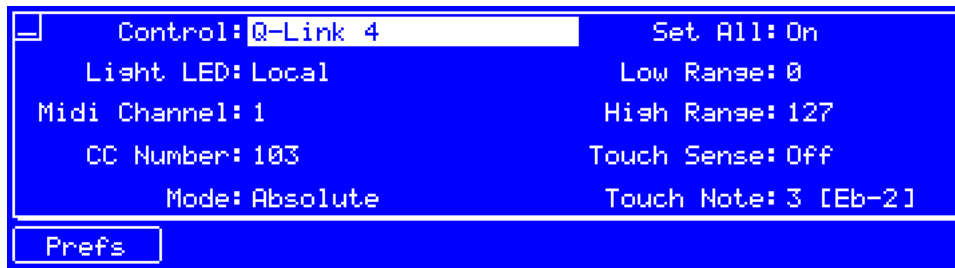 Control: Q-Link 4 Set All: On
Light LED: Local Low Range: 0
Midi Channel: 1 High Range: 127
CC Number: 103 Touch Sense: Off
Mode: Absolute Touch Note: 3 [Eb-2]
Prefs